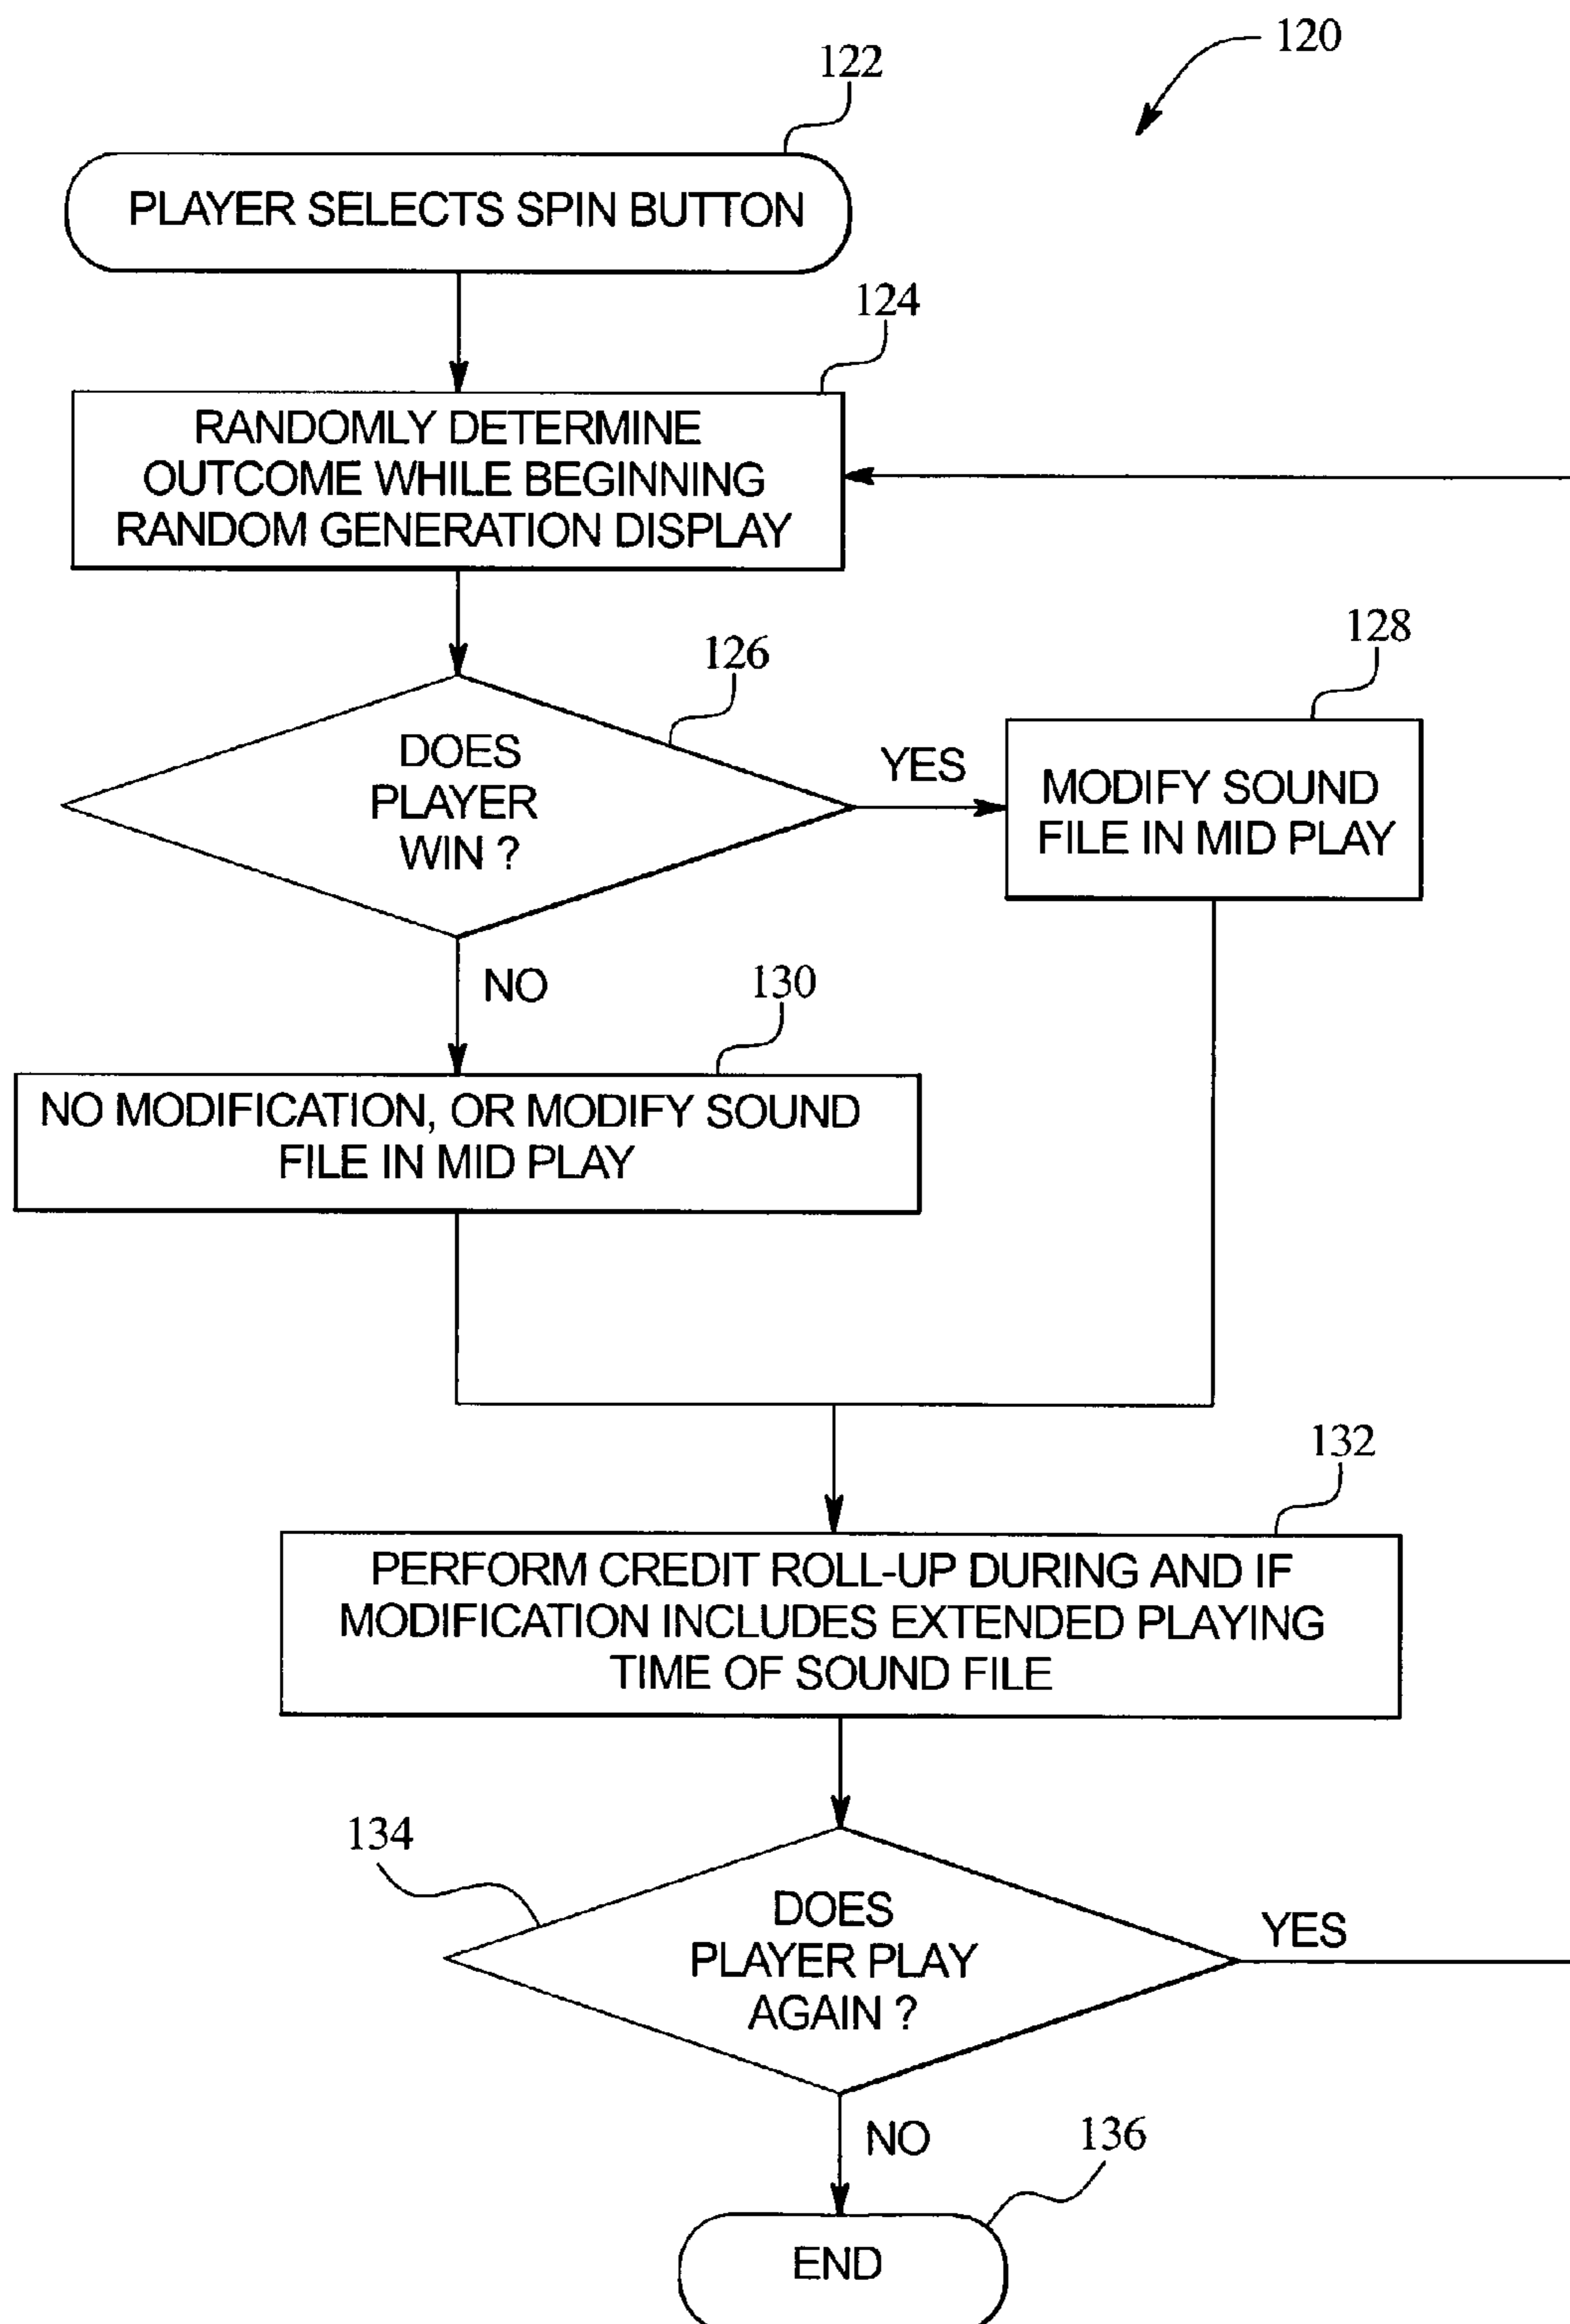 120
122
PLAYER SELECTS SPIN BUTTON
124
RANDOMLY DETERMINE
OUTCOME WHILE BEGINNING
RANDOM GENERATION DISPLAY
126
DOES
PLAYER
WIN ?
YES
128
MODIFY SOUND
FILE IN MID PLAY
NO
130
NO MODIFICATION, OR MODIFY SOUND
FILE IN MID PLAY
132
PERFORM CREDIT ROLL-UP DURING AND IF
MODIFICATION INCLUDES EXTENDED PLAYING
TIME OF SOUND FILE
134
DOES
PLAYER PLAY
AGAIN ?
YES
NO
136
END